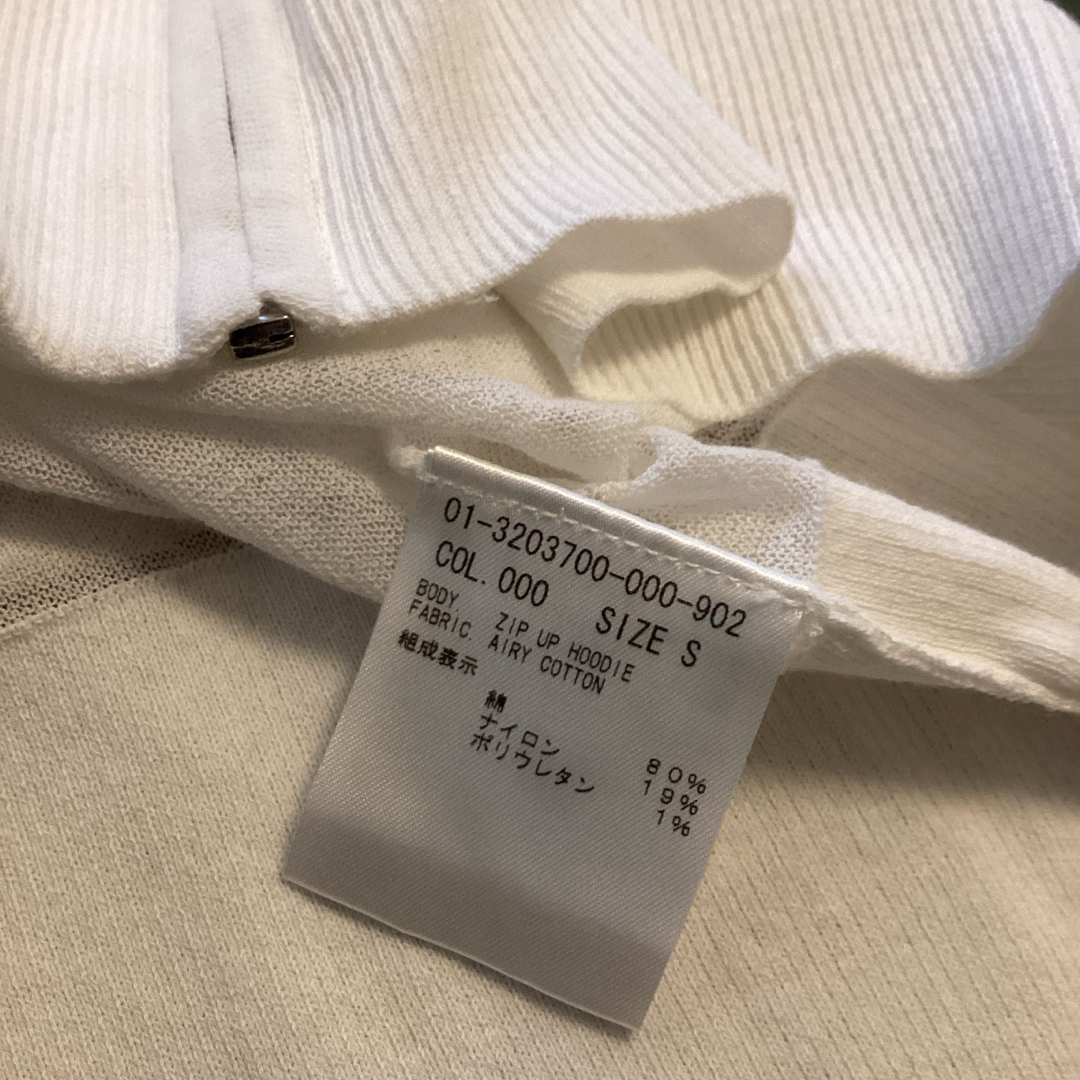 01-3203700-000-902
COL. 000 SIZE S
BODY. ZIP UP HOODIE
FABRIC. AIRY COTTON
組成表示
綿 80%
ナイロン 19%
ポリウレタン 1%